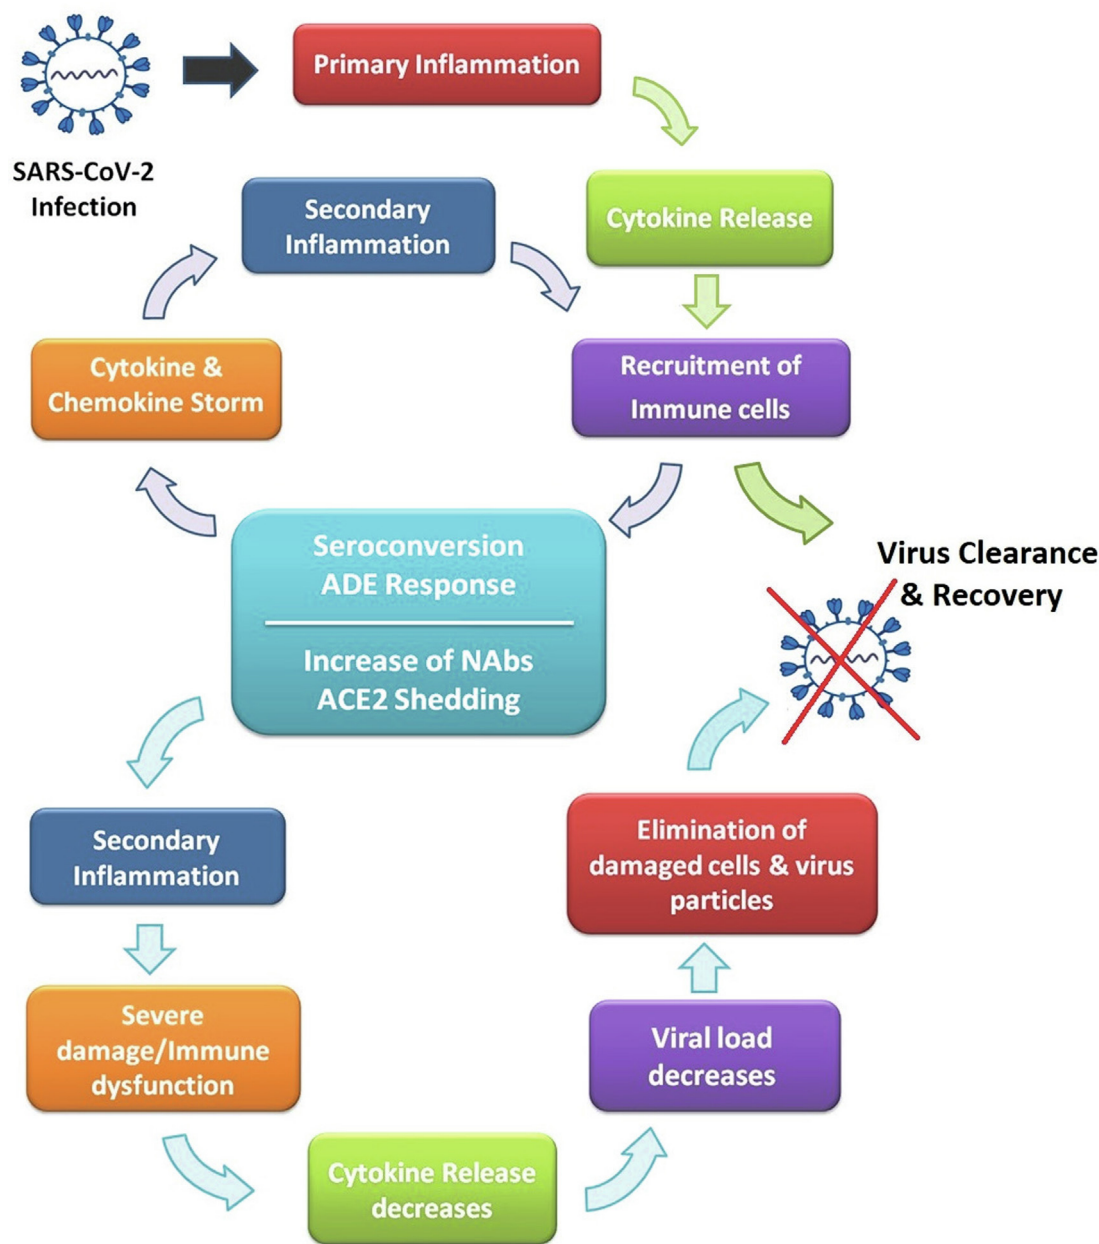 SARS-CoV-2
Infection
Primary Inflammation
Cytokine Release
Secondary
Inflammation
Recruitment of
Immune cells
Cytokine &
Chemokine Storm
Seroconversion
ADE Response
Increase of NAbs
ACE2 Shedding
Virus Clearance
& Recovery
Secondary
Inflammation
Severe
damage/Immune
dysfunction
Cytokine Release
decreases
Viral load
decreases
Elimination of
damaged cells & virus
particles